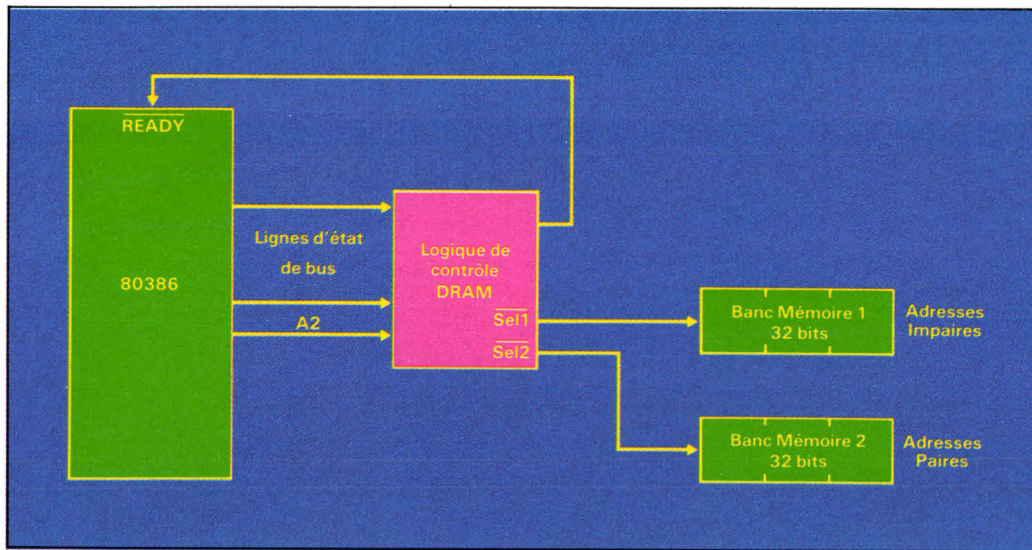 READY
80386
Lignes d'état
de bus
A2
Logique de
contrôle
DRAM
Sel1
Sel2
Banc Mémoire 1
32 bits
Adresses
Impaires
Banc Mémoire 2
32 bits
Adresses
Paires